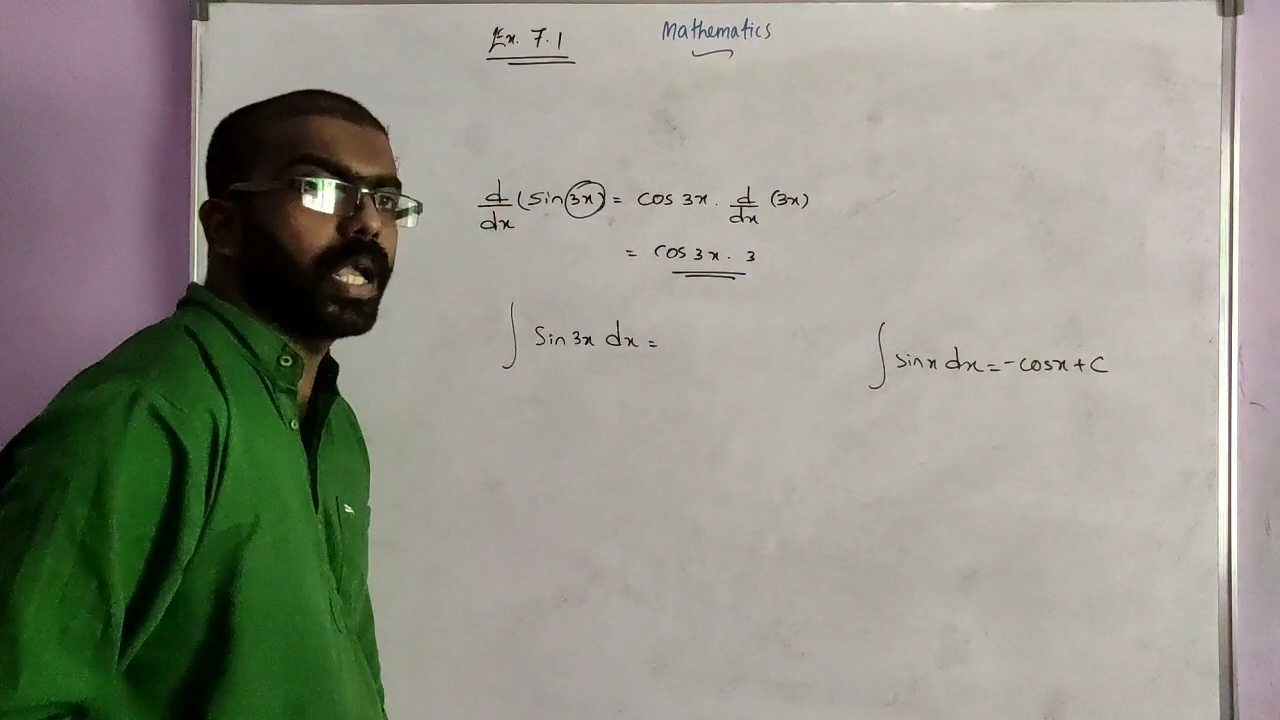 Ex. 7.1
Mathematics
d/dx (sin 3x) = cos 3x . d/dx (3x)
= cos 3x . 3
∫ sin 3x dx =
∫ sin x dx = -cos x + c